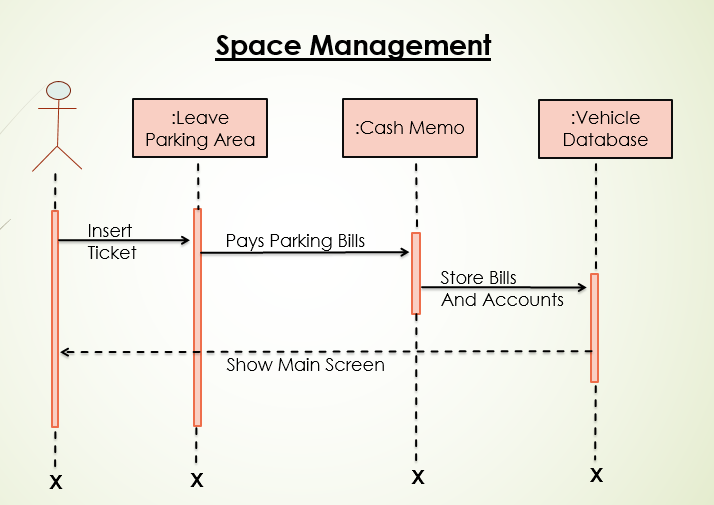 Space Management
:Leave
Parking Area
:Cash Memo
:Vehicle
Database
Insert
Ticket
Pays Parking Bills
Store Bills
And Accounts
Show Main Screen
X
X
X
X